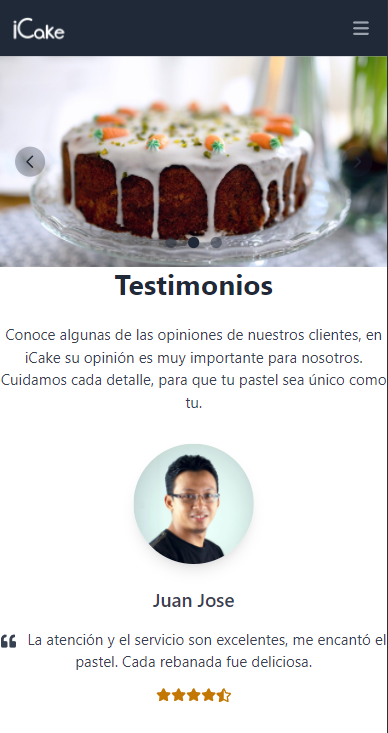 iCake
Testimonios
Conoce algunas de las opiniones de nuestros clientes, en
iCake su opinión es muy importante para nosotros.
Cuidamos cada detalle, para que tu pastel sea único como
tu.
Juan Jose
❝ La atención y el servicio son excelentes, me encantó el
pastel. Cada rebanada fue deliciosa.